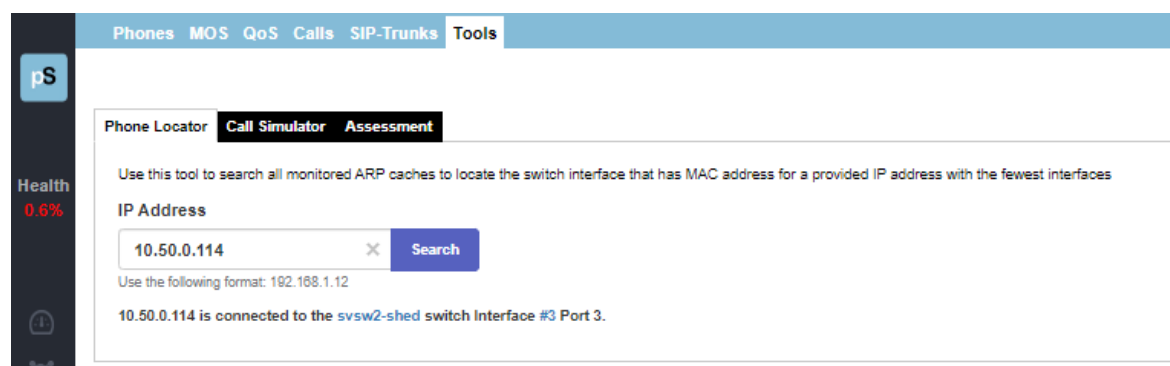 Phones MOS QoS Calls SIP-Trunks Tools
pS
Phone Locator Call Simulator Assessment
Use this tool to search all monitored ARP caches to locate the switch interface that has MAC address for a provided IP address with the fewest interfaces
Health
0.6%
IP Address
10.50.0.114 × Search
Use the following format: 192.168.1.12
10.50.0.114 is connected to the svsw2-shed switch Interface #3 Port 3.